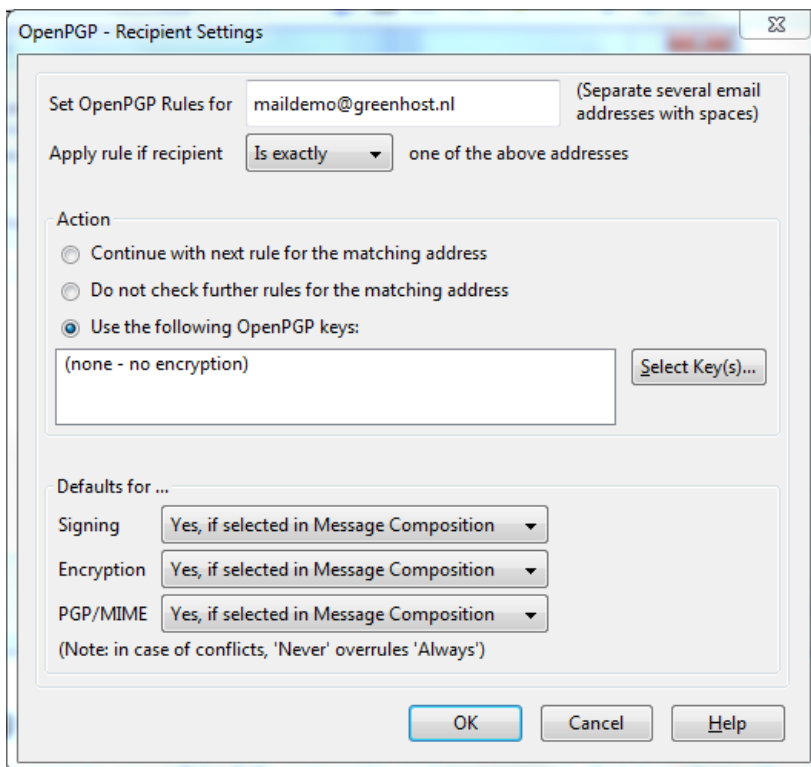 OpenPGP - Recipient Settings
Set OpenPGP Rules for maildemo@greenhost.nl (Separate several email
addresses with spaces)
Apply rule if recipient Is exactly one of the above addresses
Action
Continue with next rule for the matching address
Do not check further rules for the matching address
Use the following OpenPGP keys:
(none - no encryption)
Select Key(s)...
Defaults for ...
Signing Yes, if selected in Message Composition
Encryption Yes, if selected in Message Composition
PGP/MIME Yes, if selected in Message Composition
(Note: in case of conflicts, 'Never' overrules 'Always')
OK Cancel Help